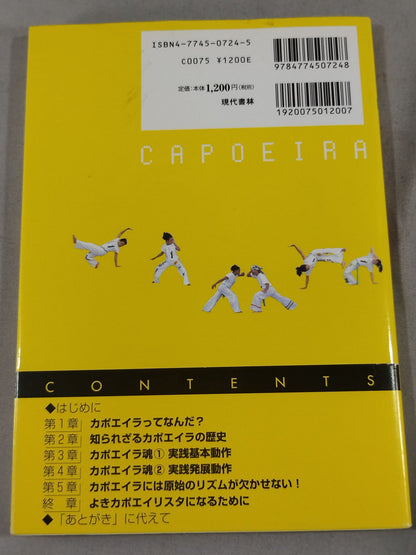 ISBN4-7745-0724-5
C0075 ¥1200E
定価：本体1,200円(税別)
現代書林
9784774507248
1920075012007
CAPOEIRA
CONTENTS
◆はじめに
第1章 カポエイラってなんだ？
第2章 知られざるカポエイラの歴史
第3章 カポエイラ魂① 実践基本動作
第4章 カポエイラ魂② 実践発展動作
第5章 カポエイラには原始のリズムが欠かせない！
終 章 よきカポエイリスタになるために
◆「あとがき」に代えて